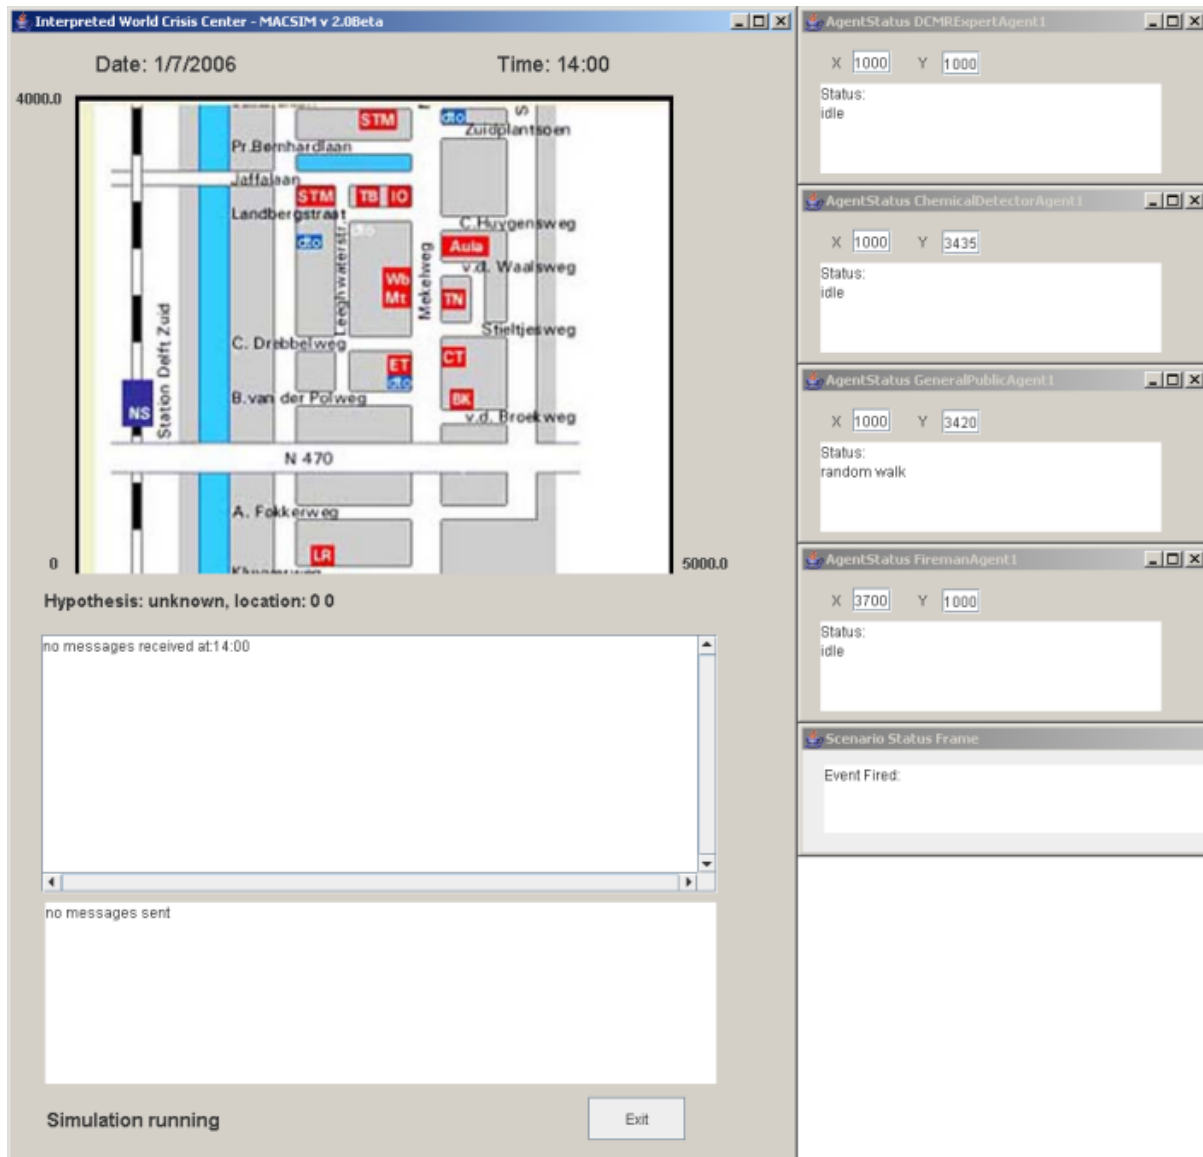 Interpreted World Crisis Center - MACSIM v 2.0Beta
Date: 1/7/2006
Time: 14:00
4000.0
STM
dto
S
Zuidplantsoen
Pr.Bernhardlaan
Jaffalaan
STM
TB
IO
Landbergstraat
C.Huygensweg
dto
dto
Aula
Leeghwaterstr.
Mekelweg
v.d. Waalsweg
Wb
Mt
TN
Station Delft Zuid
Stieltjesweg
C. Drebbelweg
ET
CT
dto
NS
B.van der Polweg
BK
v.d. Broekweg
N 470
A. Fokkerweg
LR
Kluyverweg
0
5000.0
Hypothesis: unknown, location: 0 0
no messages received at:14:00
no messages sent
Simulation running
Exit
AgentStatus DCMRExpertAgent1
X 1000 Y 1000
Status:
idle
AgentStatus ChemicalDetectorAgent1
X 1000 Y 3435
Status:
idle
AgentStatus GeneralPublicAgent1
X 1000 Y 3420
Status:
random walk
AgentStatus FiremanAgent1
X 3700 Y 1000
Status:
idle
Scenario Status Frame
Event Fired: